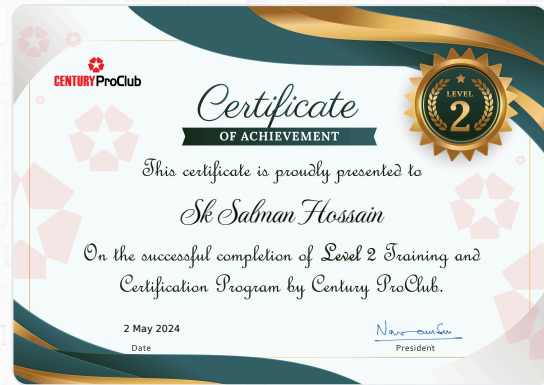 CENTURY ProClub
Certificate
OF ACHIEVEMENT
LEVEL
2
This certificate is proudly presented to
Sk Salman Hossain
On the successful completion of Level 2 Training and
Certification Program by Century ProClub.
2 May 2024
Date
President